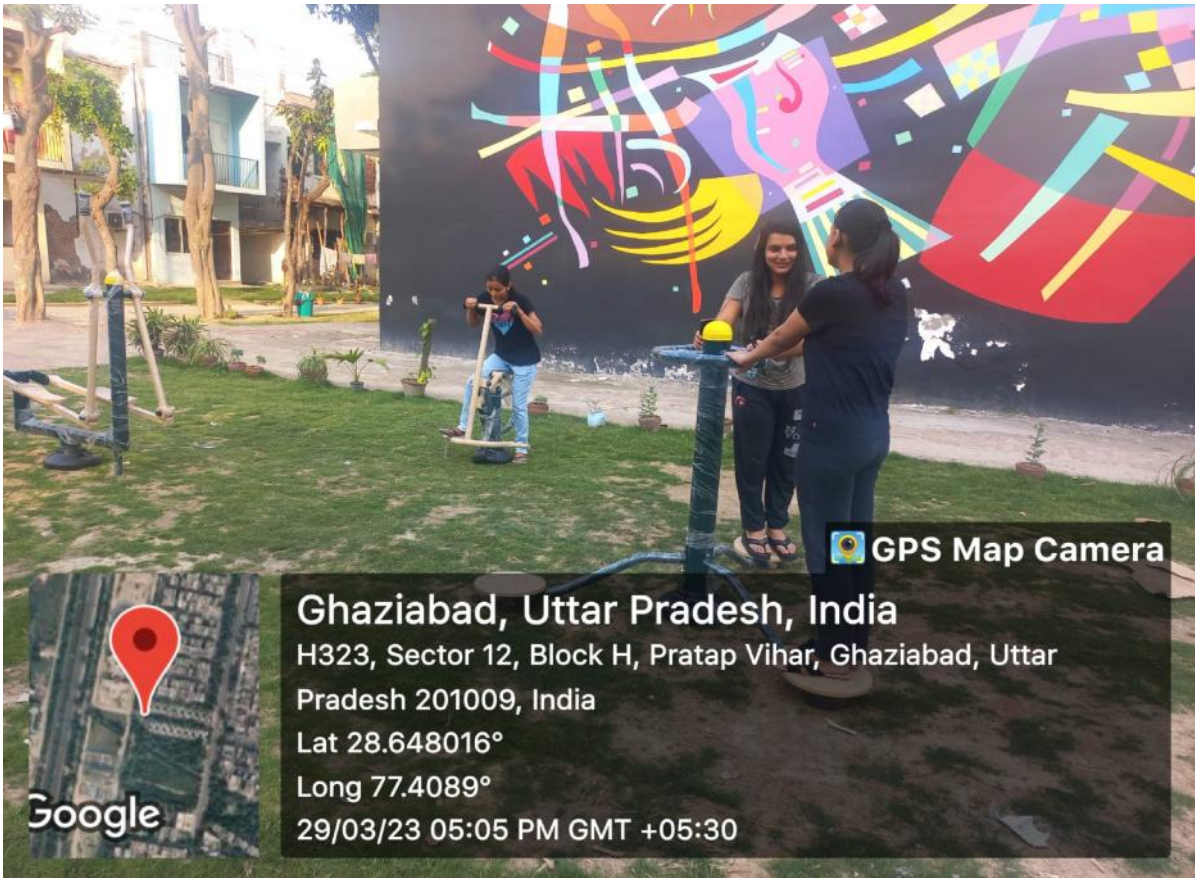 GPS Map Camera
Ghaziabad, Uttar Pradesh, India
H323, Sector 12, Block H, Pratap Vihar, Ghaziabad, Uttar
Pradesh 201009, India
Lat 28.648016°
Long 77.4089°
29/03/23 05:05 PM GMT +05:30
Google